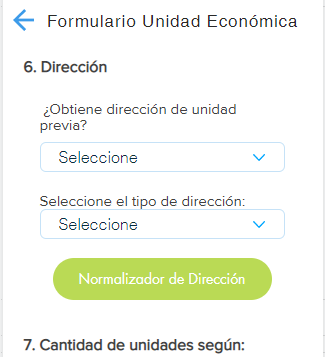 Formulario Unidad Económica
6. Dirección
¿Obtiene dirección de unidad
previa?
Seleccione
Seleccione el tipo de dirección:
Seleccione
Normalizador de Dirección
7. Cantidad de unidades según: